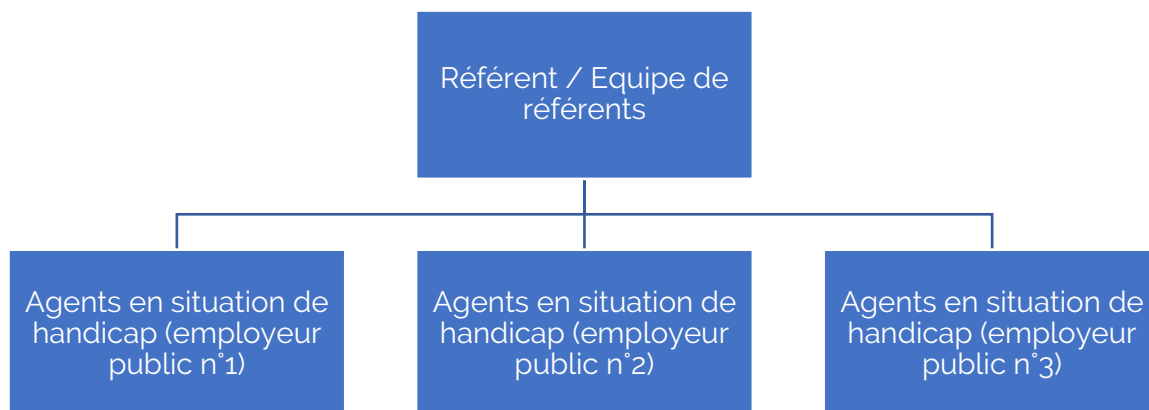 Référent / Equipe de
référents
Agents en situation de
handicap (employeur
public n°1)
Agents en situation de
handicap (employeur
public n°2)
Agents en situation de
handicap (employeur
public n°3)